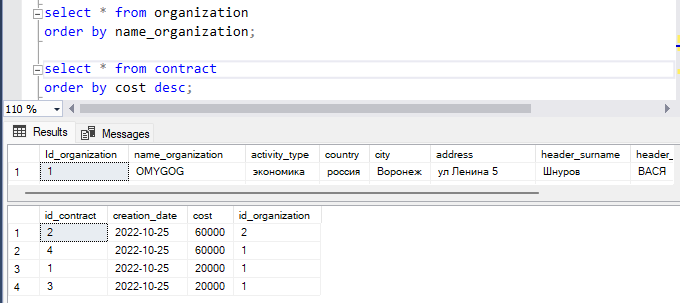 select * from organization
order by name_organization;
select * from contract
order by cost desc;
110 %
Results Messages
Id_organization name_organization activity_type country city address header_surname header_
1 1 OMYGOG экономика россия Воронеж ул Ленина 5 Шнуров ВАСЯ
id_contract creation_date cost id_organization
1 2 2022-10-25 60000 2
2 4 2022-10-25 60000 1
3 1 2022-10-25 20000 1
4 3 2022-10-25 20000 1